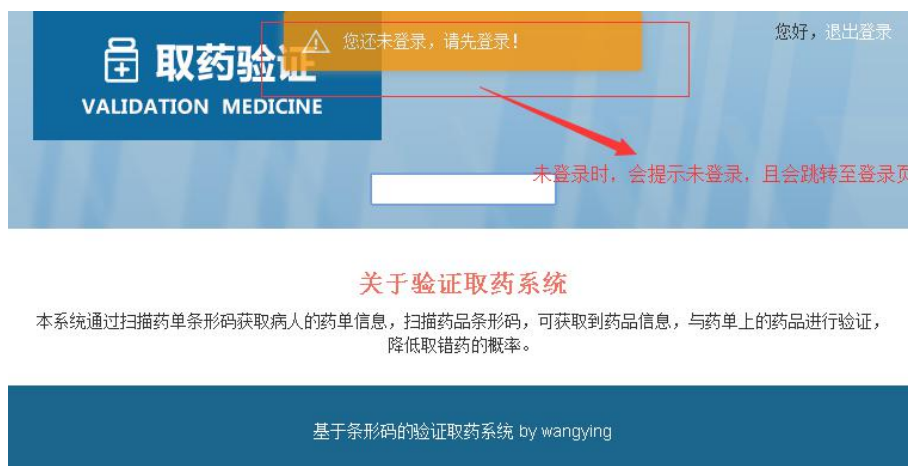 您还未登录，请先登录！
您好，退出登录
取药验证
VALIDATION MEDICINE
未登录时，会提示未登录，且会跳转至登录页
关于验证取药系统
本系统通过扫描药单条形码获取病人的药单信息，扫描药品条形码，可获取到药品信息，与药单上的药品进行验证，
降低取错药的概率。
基于条形码的验证取药系统 by wangying